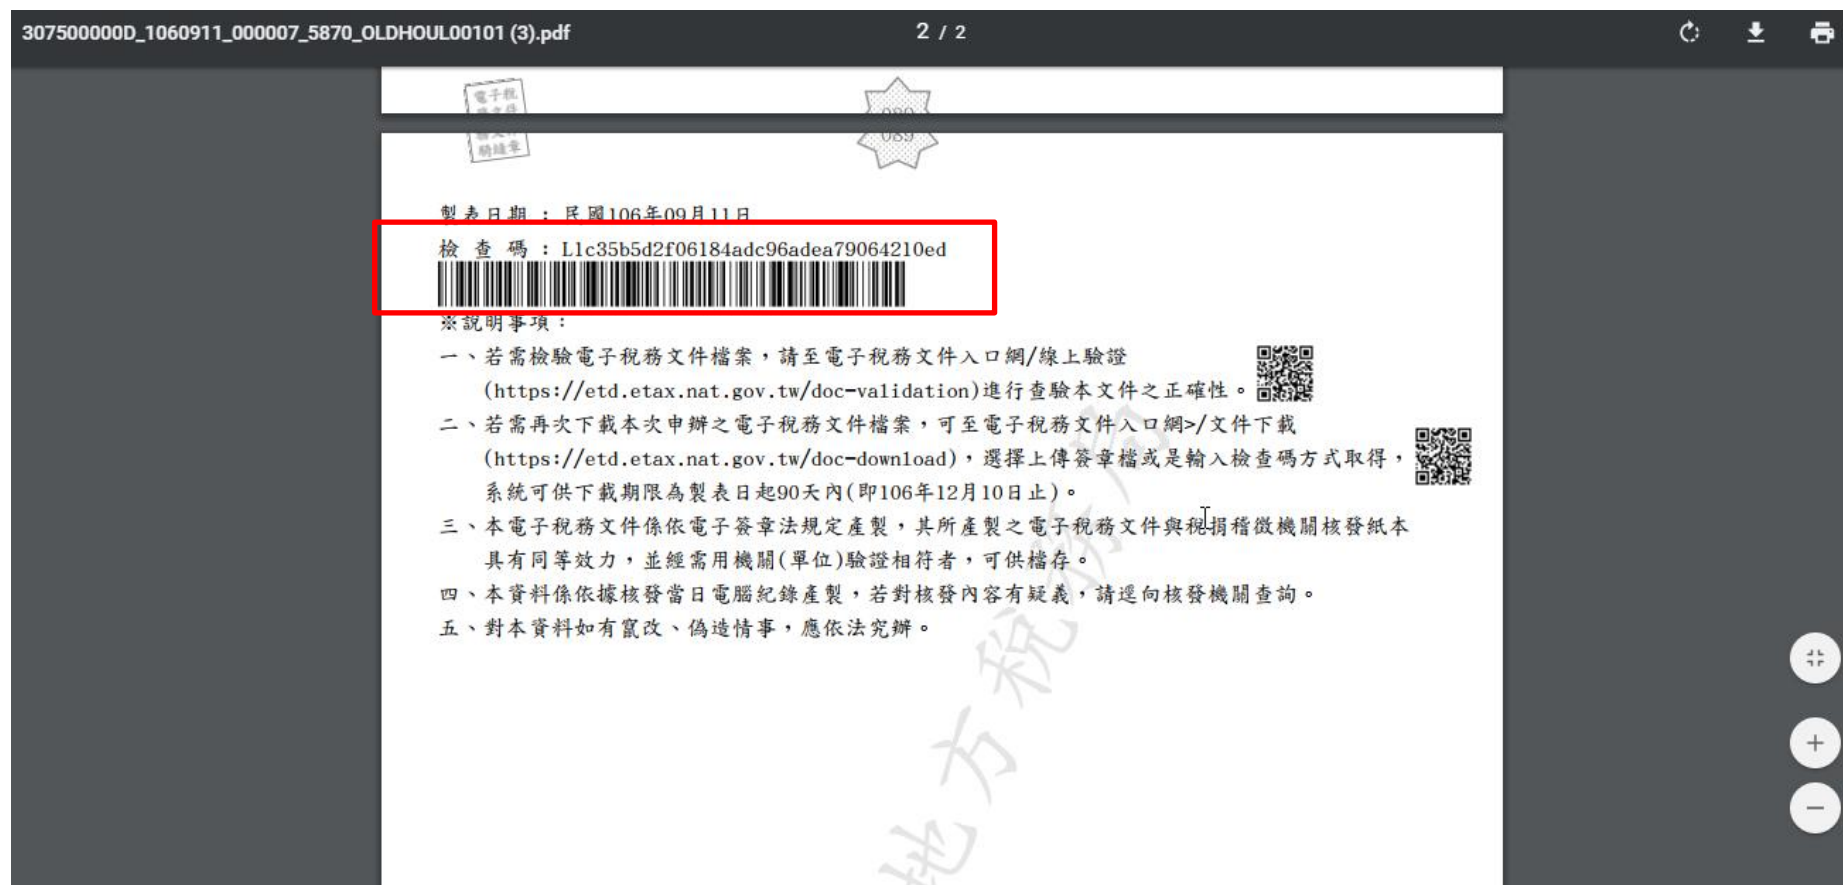 307500000D_1060911_000007_5870_OLDHOUL00101 (3).pdf
2 / 2
電子稅
騎縫章
089
製表日期：民國106年09月11日
檢 查 碼：L1c35b5d2f06184adc96adea79064210ed
※說明事項：
一、若需檢驗電子稅務文件檔案，請至電子稅務文件入口網/線上驗證
(https://etd.etax.nat.gov.tw/doc-validation)進行查驗本文件之正確性。
二、若需再次下載本次申辦之電子稅務文件檔案，可至電子稅務文件入口網>/文件下載
(https://etd.etax.nat.gov.tw/doc-download)，選擇上傳簽章檔或是輸入檢查碼方式取得，
系統可供下載期限為製表日起90天內(即106年12月10日止)。
三、本電子稅務文件係依電子簽章法規定產製，其所產製之電子稅務文件與稅捐稽徵機關核發紙本
具有同等效力，並經需用機關(單位)驗證相符者，可供檔存。
四、本資料係依據核發當日電腦紀錄產製，若對核發內容有疑義，請逕向核發機關查詢。
五、對本資料如有竄改、偽造情事，應依法究辦。
地方稅務局